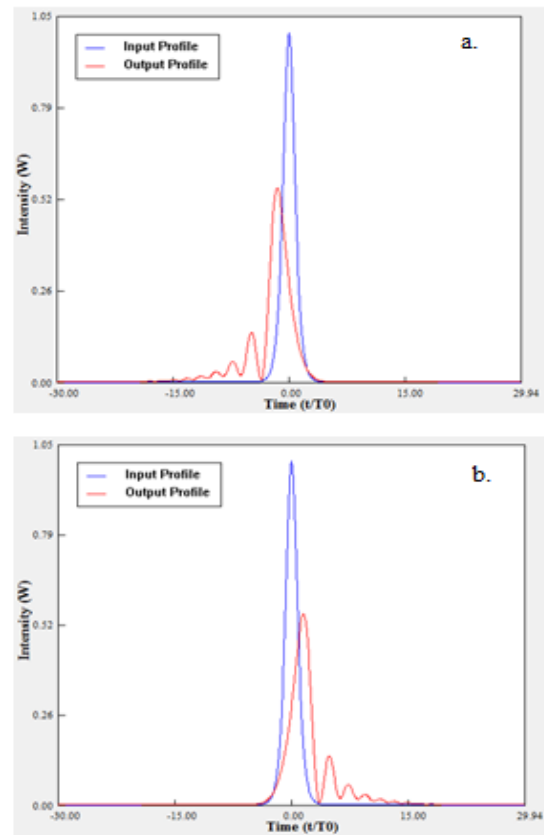 a.
Input Profile
Output Profile
1.05
0.79
0.52
0.26
0.00
Intensity (W)
-30.00 -15.00 0.00 15.00 29.94
Time (t/T0)
b.
Input Profile
Output Profile
1.05
0.79
0.52
0.26
0.00
Intensity (W)
-30.00 -15.00 0.00 15.00 29.94
Time (t/T0)